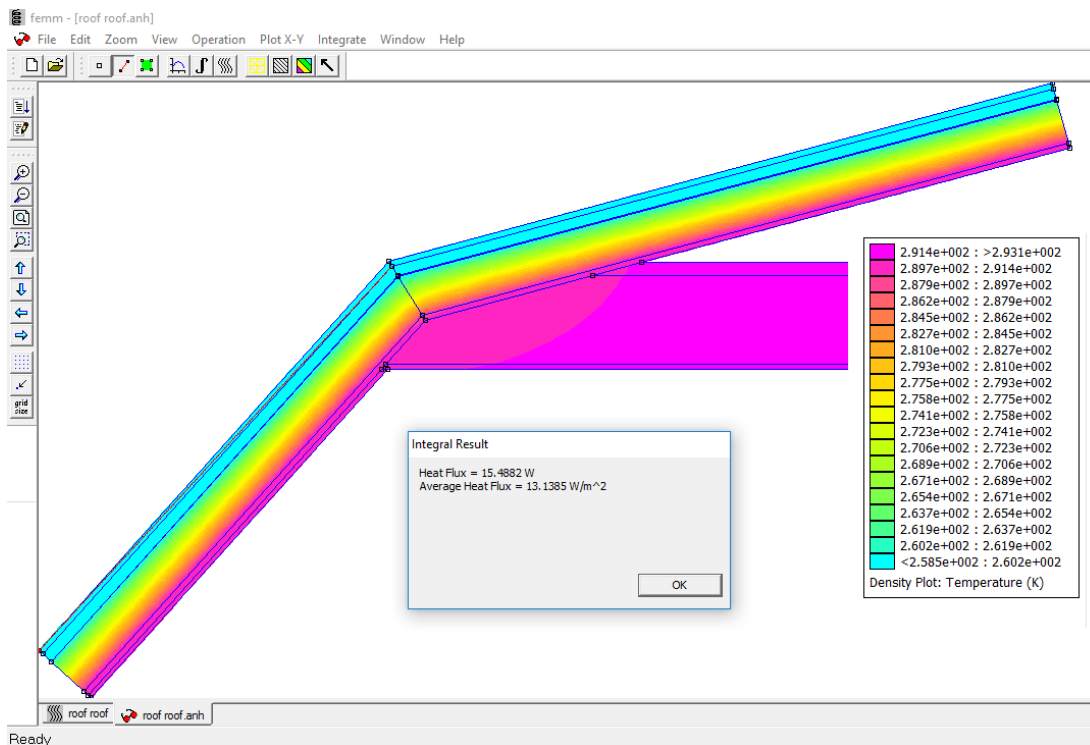 femm - [roof roof.anh]
File Edit Zoom View Operation Plot X-Y Integrate Window Help
grid
size
Integral Result
Heat Flux = 15.4882 W
Average Heat Flux = 13.1385 W/m^2
OK
2.914e+002 : >2.931e+002
2.897e+002 : 2.914e+002
2.879e+002 : 2.897e+002
2.862e+002 : 2.879e+002
2.845e+002 : 2.862e+002
2.827e+002 : 2.845e+002
2.810e+002 : 2.827e+002
2.793e+002 : 2.810e+002
2.775e+002 : 2.793e+002
2.758e+002 : 2.775e+002
2.741e+002 : 2.758e+002
2.723e+002 : 2.741e+002
2.706e+002 : 2.723e+002
2.689e+002 : 2.706e+002
2.671e+002 : 2.689e+002
2.654e+002 : 2.671e+002
2.637e+002 : 2.654e+002
2.619e+002 : 2.637e+002
2.602e+002 : 2.619e+002
<2.585e+002 : 2.602e+002
Density Plot: Temperature (K)
roof roof
roof roof.anh
Ready